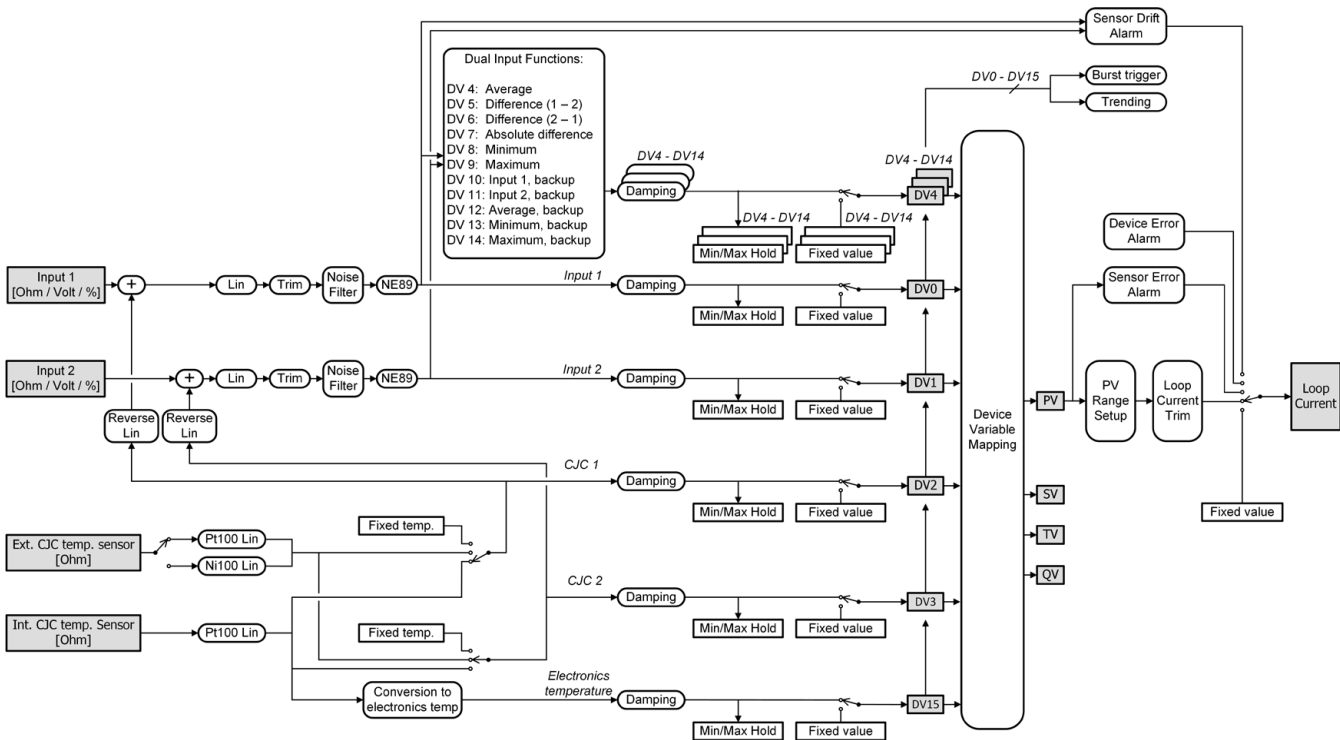 Sensor Drift
Alarm
Dual Input Functions:
DV 4: Average
DV 5: Difference (1 – 2)
DV 6: Difference (2 – 1)
DV 7: Absolute difference
DV 8: Minimum
DV 9: Maximum
DV 10: Input 1, backup
DV 11: Input 2, backup
DV 12: Average, backup
DV 13: Minimum, backup
DV 14: Maximum, backup
DV0 - DV15
Burst trigger
Trending
DV4 - DV14
Damping
DV4 - DV14
DV4
DV4 - DV14
DV4 - DV14
Min/Max Hold
Fixed value
Device Error
Alarm
Input 1
[Ohm / Volt / %]
+
Lin
Trim
Noise
Filter
NE89
Input 1
Damping
Min/Max Hold
Fixed value
DV0
Sensor Error
Alarm
Input 2
[Ohm / Volt / %]
+
Lin
Trim
Noise
Filter
NE89
Input 2
Damping
Min/Max Hold
Fixed value
DV1
Device
Variable
Mapping
PV
PV
Range
Setup
Loop
Current
Trim
Loop
Current
Reverse
Lin
Reverse
Lin
CJC 1
Damping
Min/Max Hold
Fixed value
DV2
SV
TV
QV
Fixed value
Ext. CJC temp. sensor
[Ohm]
Pt100 Lin
Ni100 Lin
Fixed temp.
CJC 2
Damping
Min/Max Hold
Fixed value
DV3
Int. CJC temp. Sensor
[Ohm]
Pt100 Lin
Fixed temp.
Conversion to
electronics temp
Electronics
temperature
Damping
Min/Max Hold
Fixed value
DV15